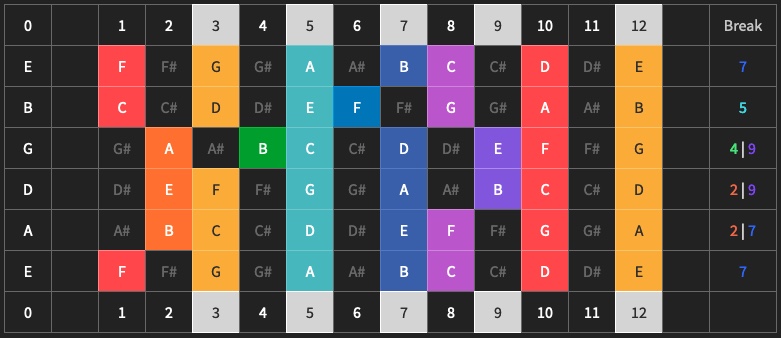 0 1 2 3 4 5 6 7 8 9 10 11 12 Break
E F F# G G# A A# B C C# D D# E 7
B C C# D D# E F F# G G# A A# B 5
G G# A A# B C C# D D# E F F# G 4|9
D D# E F F# G G# A A# B C C# D 2|9
A A# B C C# D D# E F F# G G# A 2|7
E F F# G G# A A# B C C# D D# E 7
0 1 2 3 4 5 6 7 8 9 10 11 12